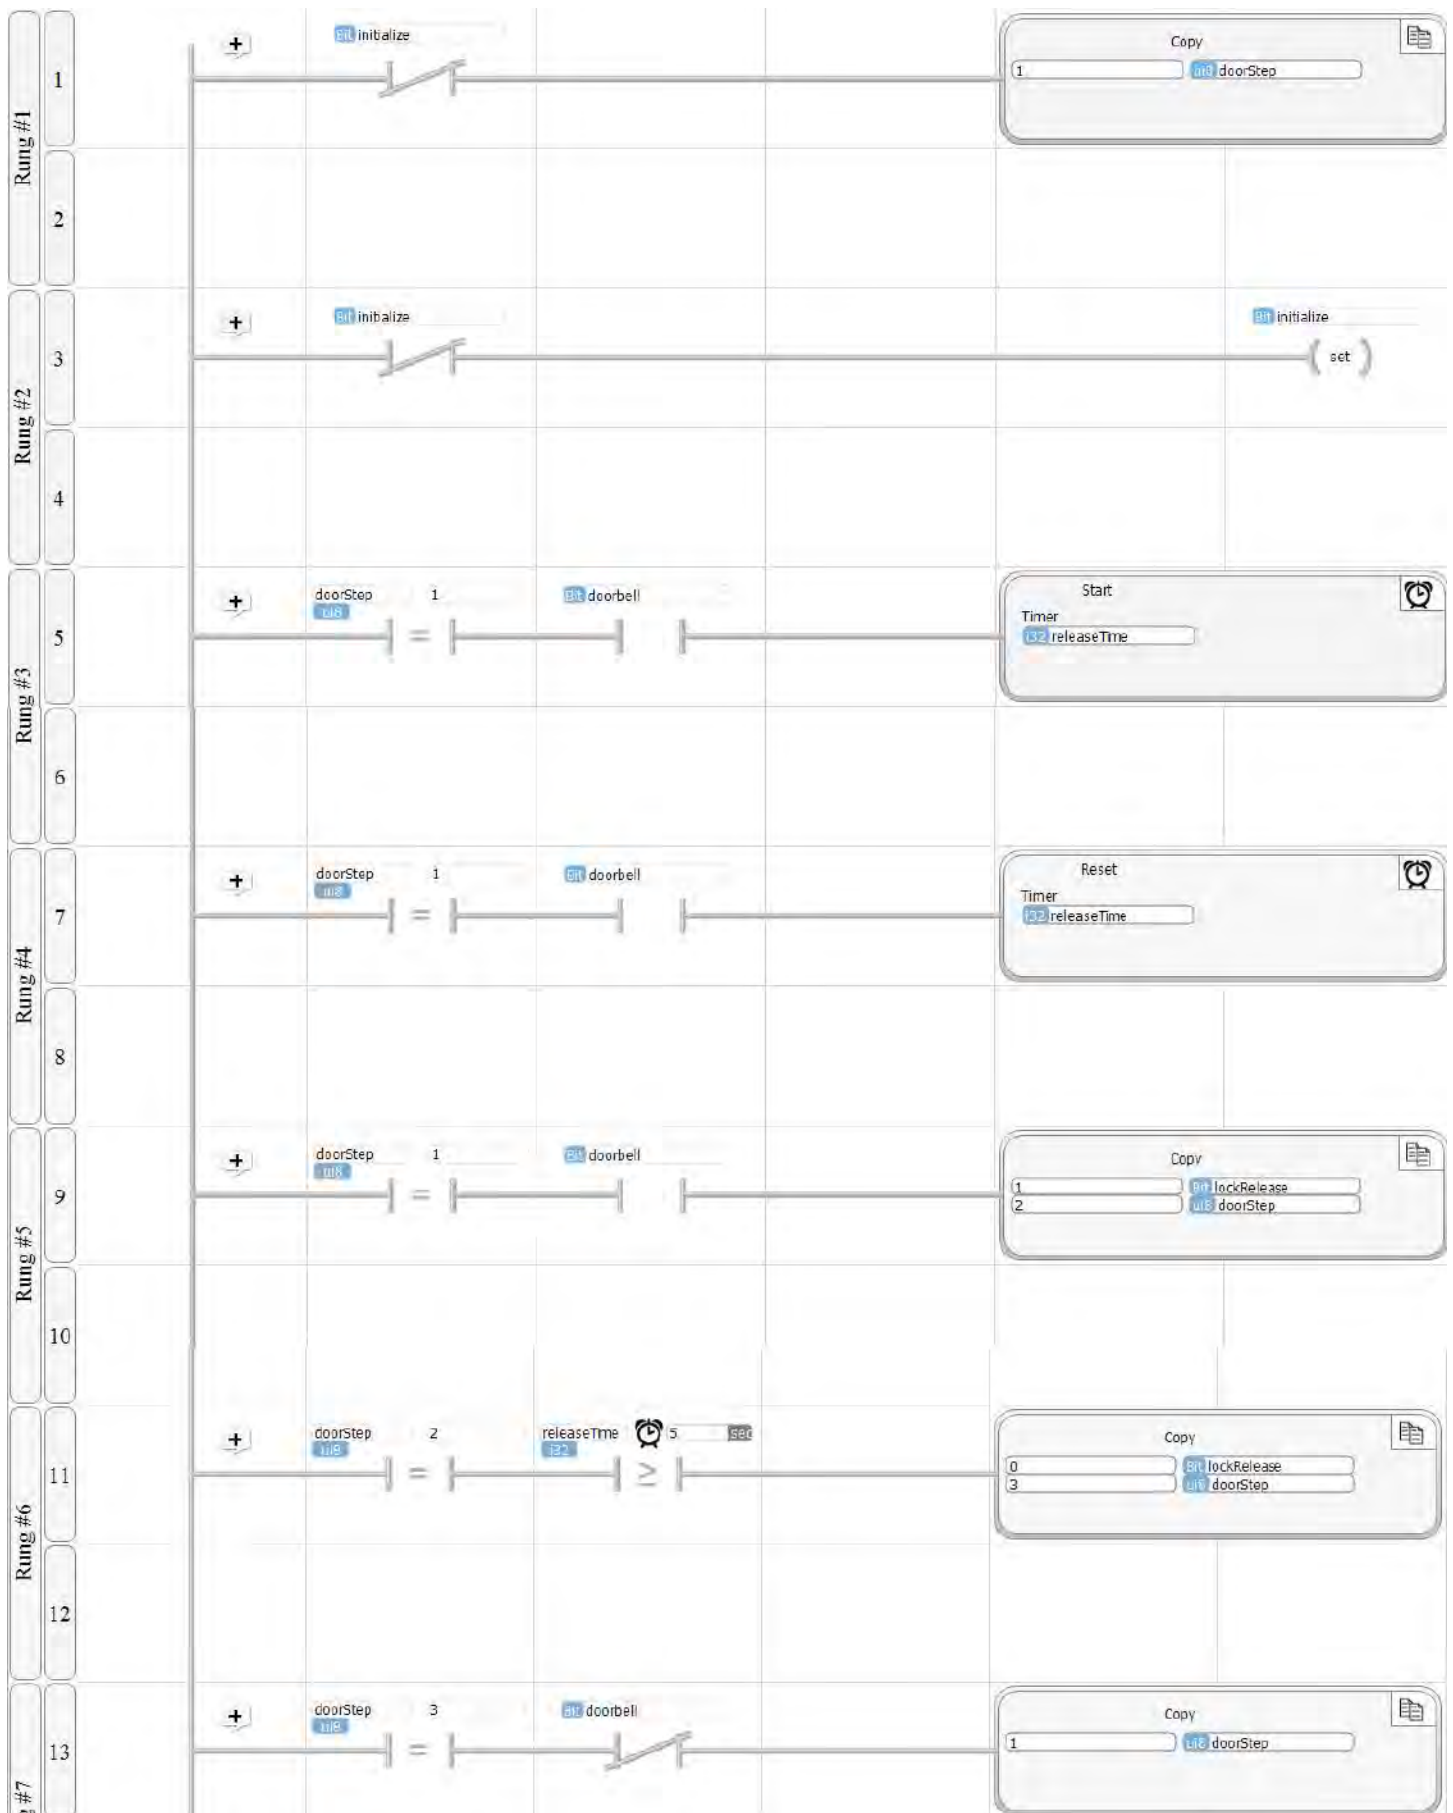 Rung #1
1
+
Bit initialize
Copy
1 ui8 doorStep
2
Rung #2
3
+
Bit initialize
Bit initialize
set
4
Rung #3
5
+
doorStep 1
ui8
=
Bit doorbell
Start
Timer
i32 releaseTime
6
Rung #4
7
+
doorStep 1
ui8
=
Bit doorbell
Reset
Timer
i32 releaseTime
8
Rung #5
9
+
doorStep 1
ui8
=
Bit doorbell
Copy
1 Bit lockRelease
2 ui8 doorStep
10
Rung #6
11
+
doorStep 2
ui8
=
releaseTime 5 sec
i32
≥
Copy
0 Bit lockRelease
3 ui8 doorStep
12
#7
13
+
doorStep 3
ui8
=
Bit doorbell
Copy
1 ui8 doorStep